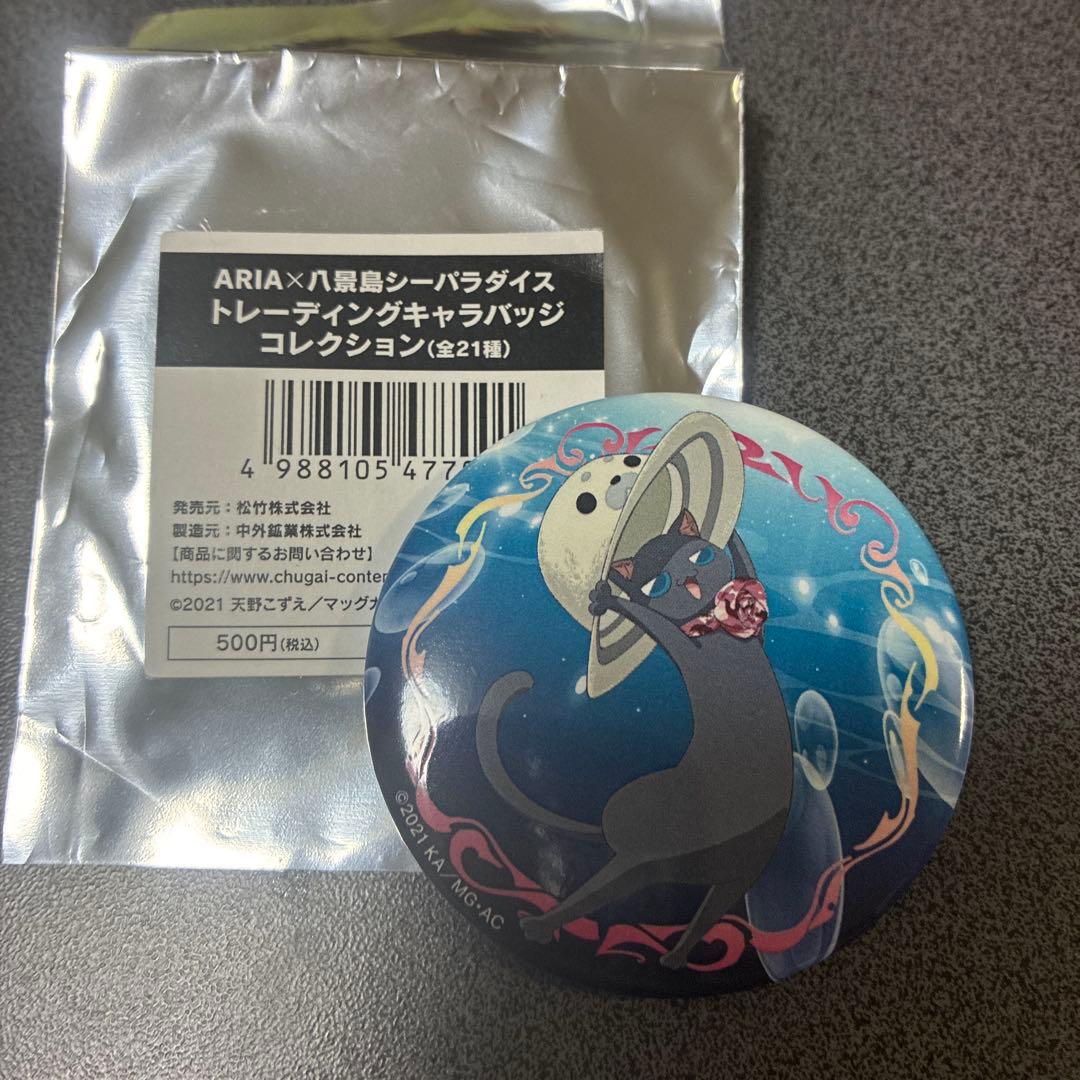 ARIA×八景島シーパラダイス
トレーディングキャラバッジ
コレクション(全21種)
4 988105 477
発売元：松竹株式会社
製造元：中外鉱業株式会社
【商品に関するお問い合わせ】
https://www.chugai-conten
©2021 天野こずえ／マッグガ
500円(税込)
©2021 KA／MG・AC